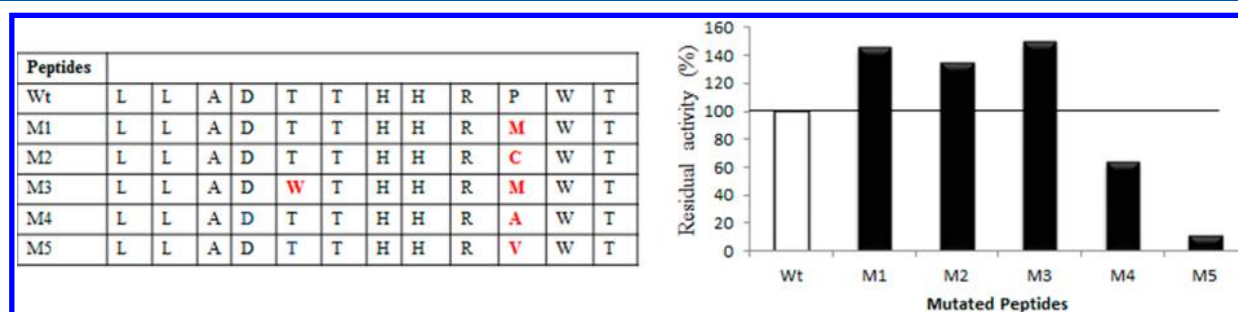 Peptides
Wt L L A D T T H H R P W T
M1 L L A D T T H H R M W T
M2 L L A D T T H H R C W T
M3 L L A D W T H H R M W T
M4 L L A D T T H H R A W T
M5 L L A D T T H H R V W T
Residual activity (%)
160
140
120
100
80
60
40
20
0
Wt M1 M2 M3 M4 M5
Mutated Peptides